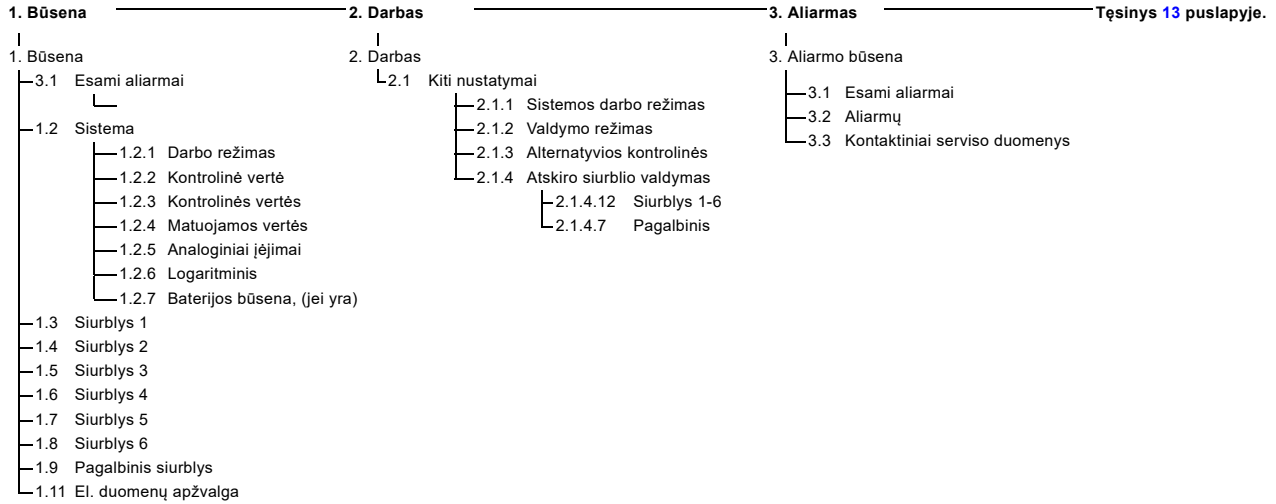 1. Būsena
2. Darbas
3. Aliarmas
Tęsinys 13 puslapyje.
1. Būsena
3.1 Esami aliarmai
1.2 Sistema
1.2.1 Darbo režimas
1.2.2 Kontrolinė vertė
1.2.3 Kontrolinės vertės
1.2.4 Matuojamos vertės
1.2.5 Analoginiai įėjimai
1.2.6 Logaritminis
1.2.7 Baterijos būsena, (jei yra)
1.3 Siurblys 1
1.4 Siurblys 2
1.5 Siurblys 3
1.6 Siurblys 4
1.7 Siurblys 5
1.8 Siurblys 6
1.9 Pagalbinis siurblys
1.11 El. duomenų apžvalga
2. Darbas
2.1 Kiti nustatymai
2.1.1 Sistemos darbo režimas
2.1.2 Valdymo režimas
2.1.3 Alternatyvios kontrolinės
2.1.4 Atskiro siurblio valdymas
2.1.4.12 Siurblys 1-6
2.1.4.7 Pagalbinis
3. Aliarmo būsena
3.1 Esami aliarmai
3.2 Aliarmų
3.3 Kontaktiniai serviso duomenys